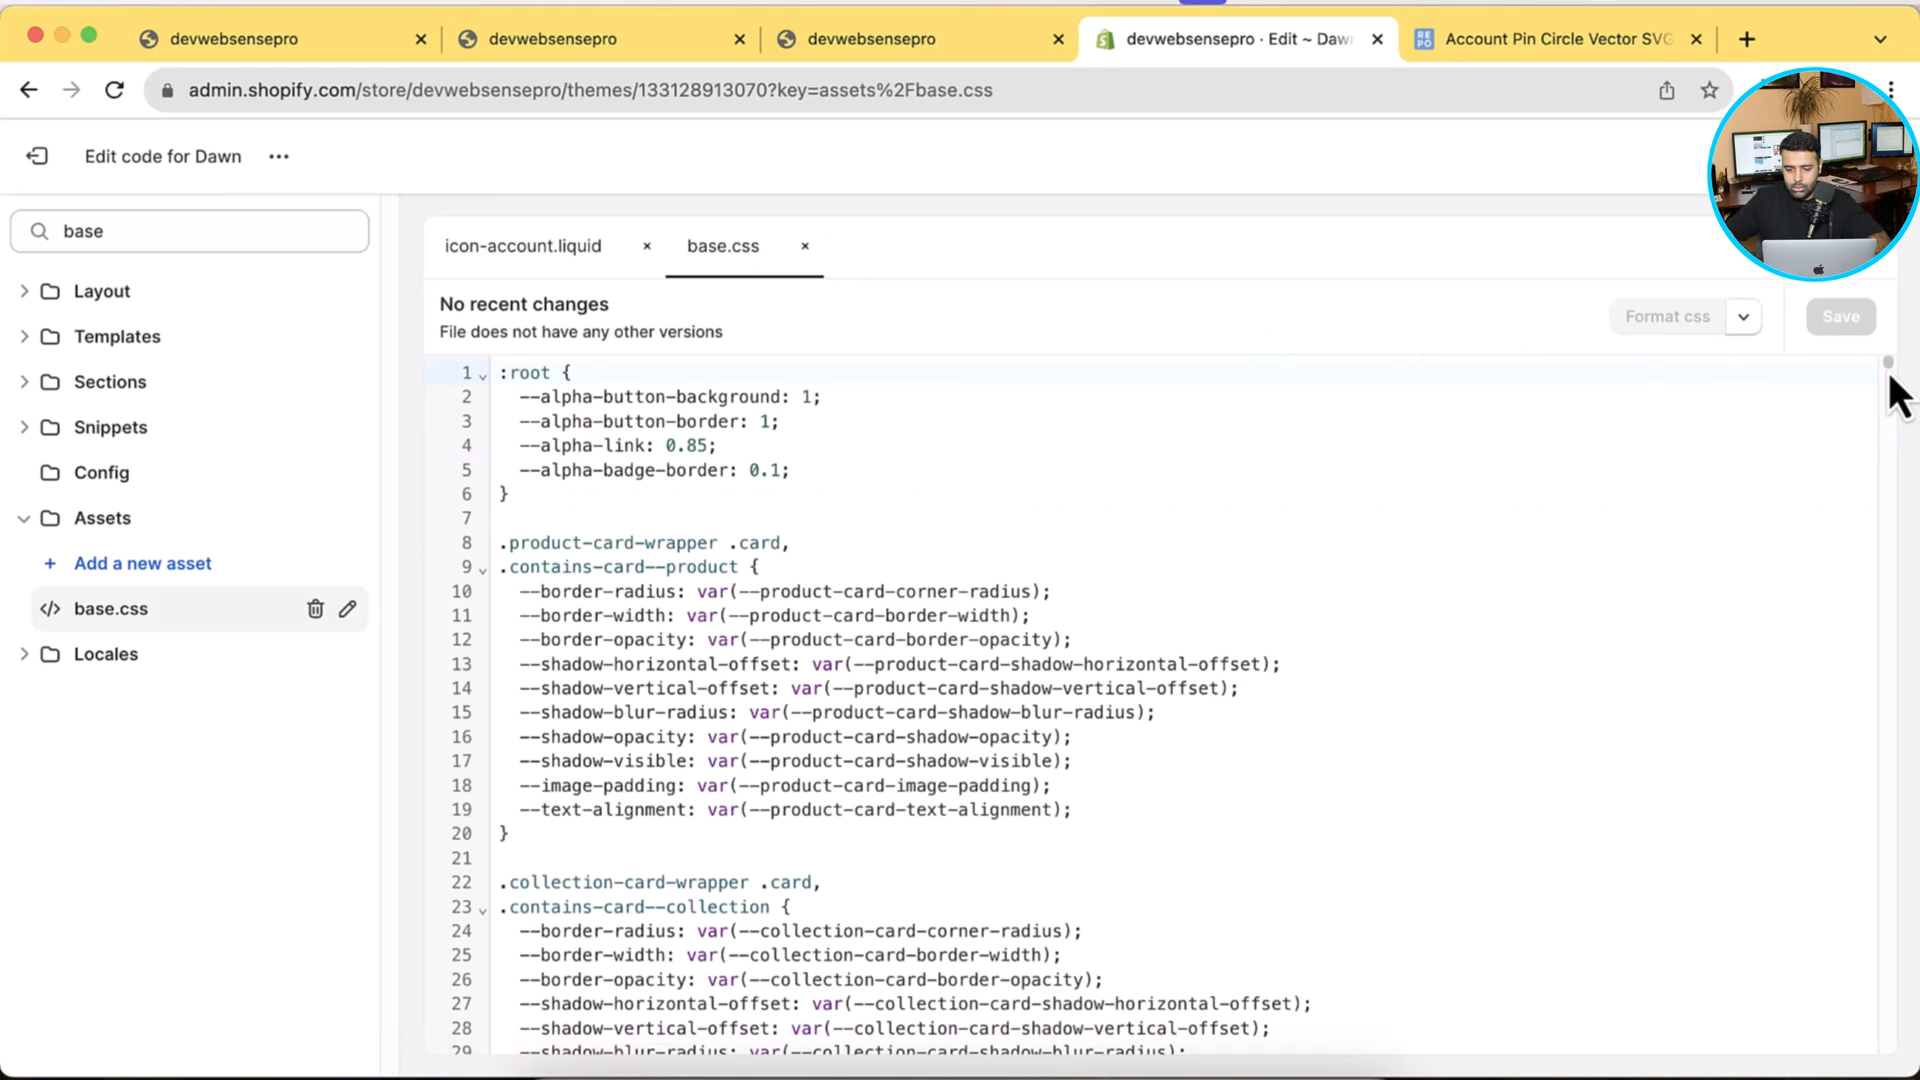 devwebsensepro
devwebsensepro
devwebsensepro
devwebsensepro · Edit ~ Daw
Account Pin Circle Vector SVG
admin.shopify.com/store/devwebsensepro/themes/133128913070?key=assets%2Fbase.css
Edit code for Dawn
base
Layout
Templates
Sections
Snippets
Config
Assets
+ Add a new asset
</> base.css
Locales
icon-account.liquid
base.css
No recent changes
File does not have any other versions
Format css
Save
1 :root {
2 --alpha-button-background: 1;
3 --alpha-button-border: 1;
4 --alpha-link: 0.85;
5 --alpha-badge-border: 0.1;
6 }
7
8 .product-card-wrapper .card,
9 .contains-card--product {
10 --border-radius: var(--product-card-corner-radius);
11 --border-width: var(--product-card-border-width);
12 --border-opacity: var(--product-card-border-opacity);
13 --shadow-horizontal-offset: var(--product-card-shadow-horizontal-offset);
14 --shadow-vertical-offset: var(--product-card-shadow-vertical-offset);
15 --shadow-blur-radius: var(--product-card-shadow-blur-radius);
16 --shadow-opacity: var(--product-card-shadow-opacity);
17 --shadow-visible: var(--product-card-shadow-visible);
18 --image-padding: var(--product-card-image-padding);
19 --text-alignment: var(--product-card-text-alignment);
20 }
21
22 .collection-card-wrapper .card,
23 .contains-card--collection {
24 --border-radius: var(--collection-card-corner-radius);
25 --border-width: var(--collection-card-border-width);
26 --border-opacity: var(--collection-card-border-opacity);
27 --shadow-horizontal-offset: var(--collection-card-shadow-horizontal-offset);
28 --shadow-vertical-offset: var(--collection-card-shadow-vertical-offset);
29 --shadow-blur-radius: var(--collection-card-shadow-blur-radius);